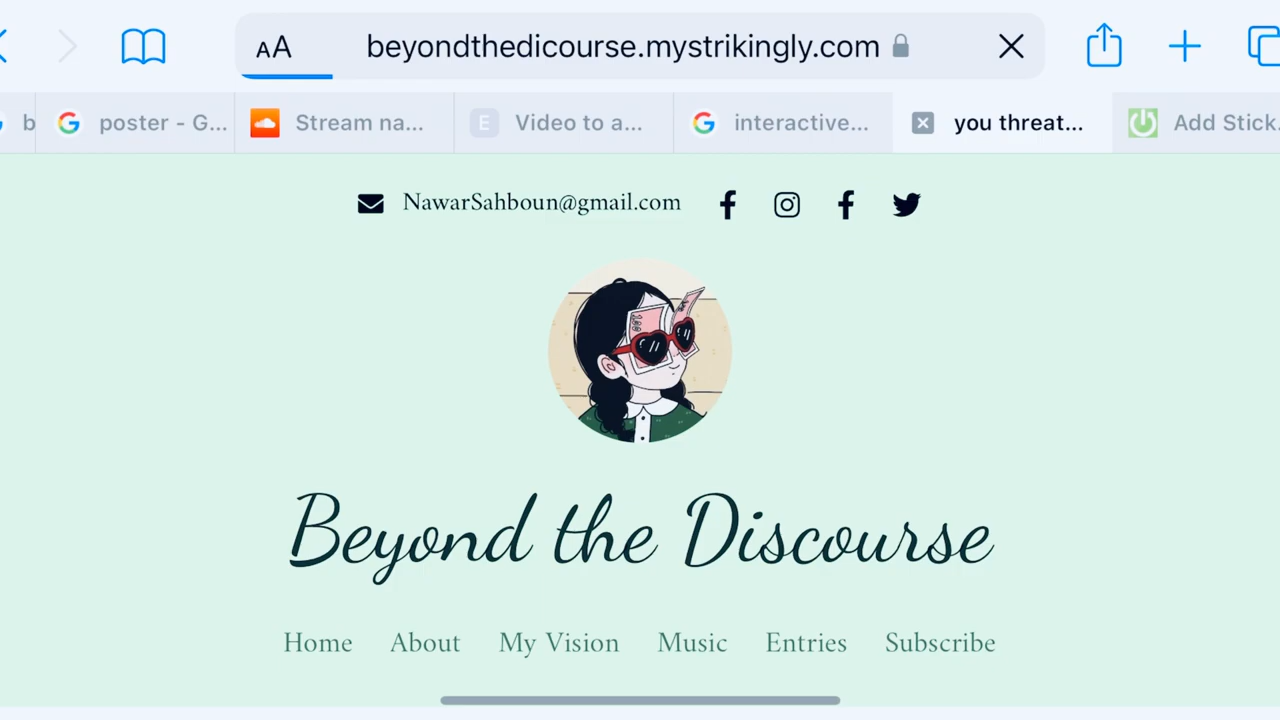 AA beyondthedicourse.mystrikingly.com
b poster - G... Stream na... E Video to a... interactive... you threat... Add Stick.
NawarSahboun@gmail.com
100
Beyond the Discourse
Home About My Vision Music Entries Subscribe